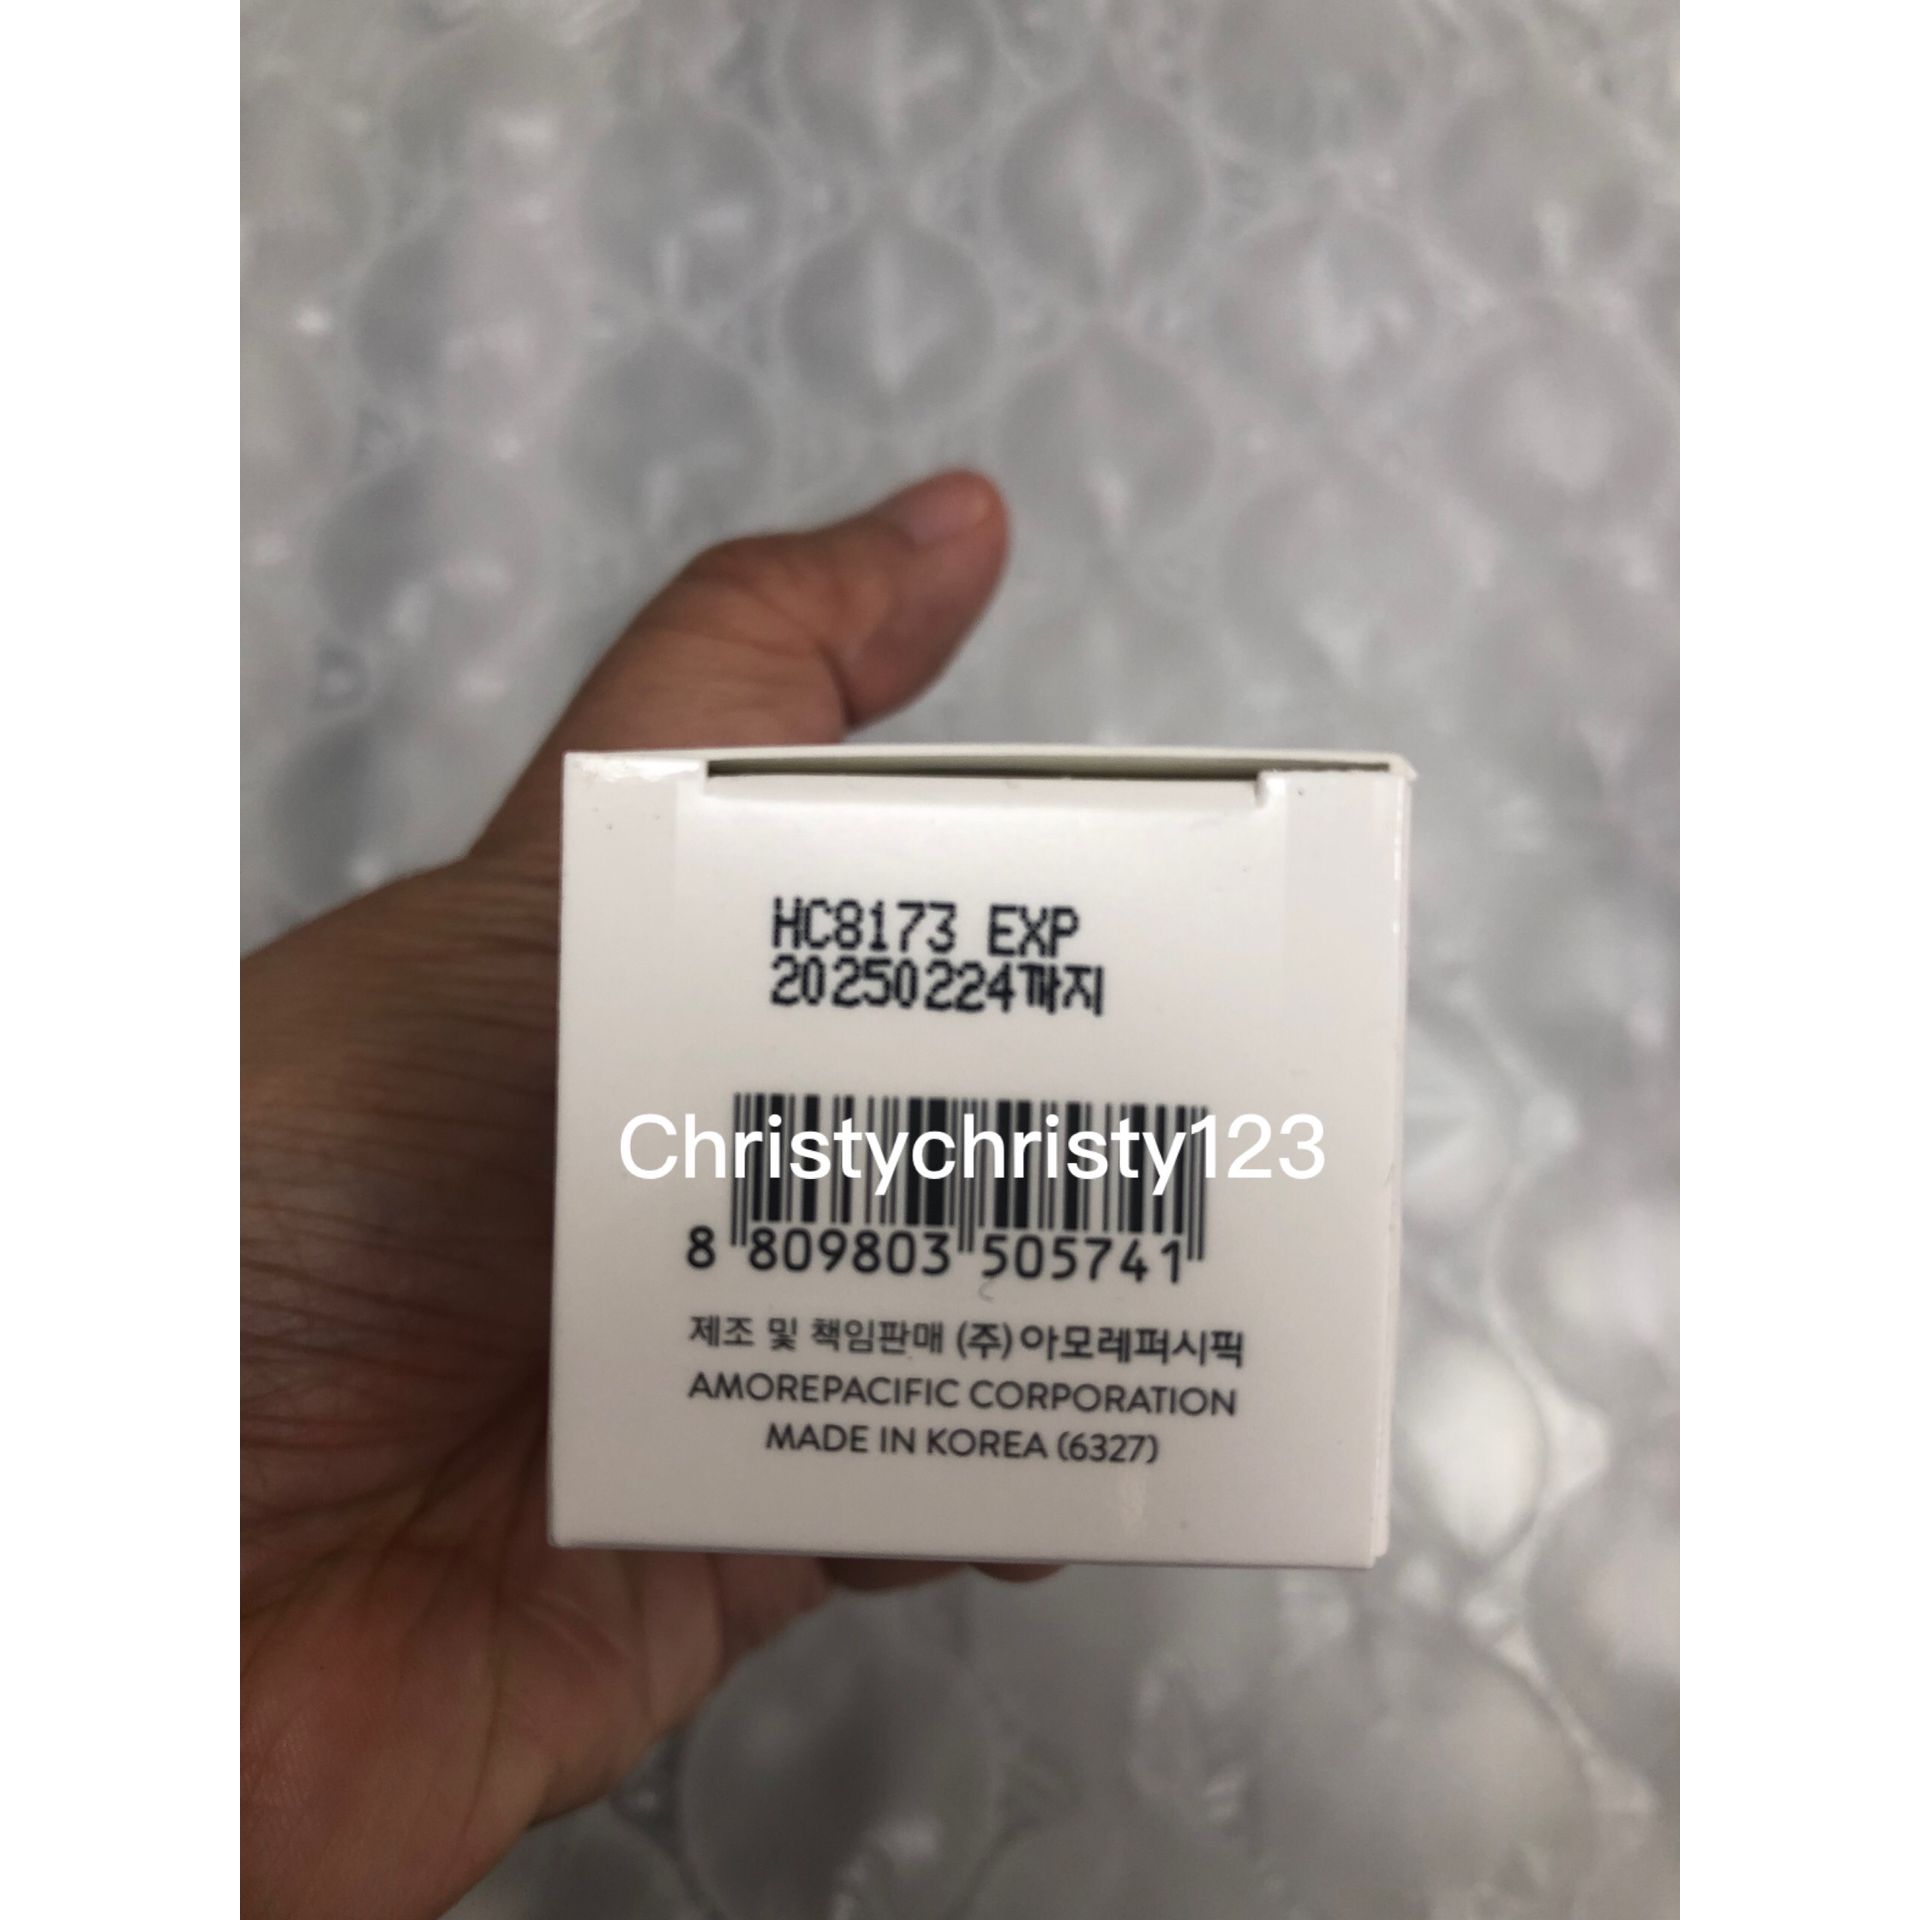 HC8173 EXP
20250224까지
Christychristy123
8 809803 505741
제조 및 책임판매 (주)아모레퍼시픽
AMOREPACIFIC CORPORATION
MADE IN KOREA (6327)